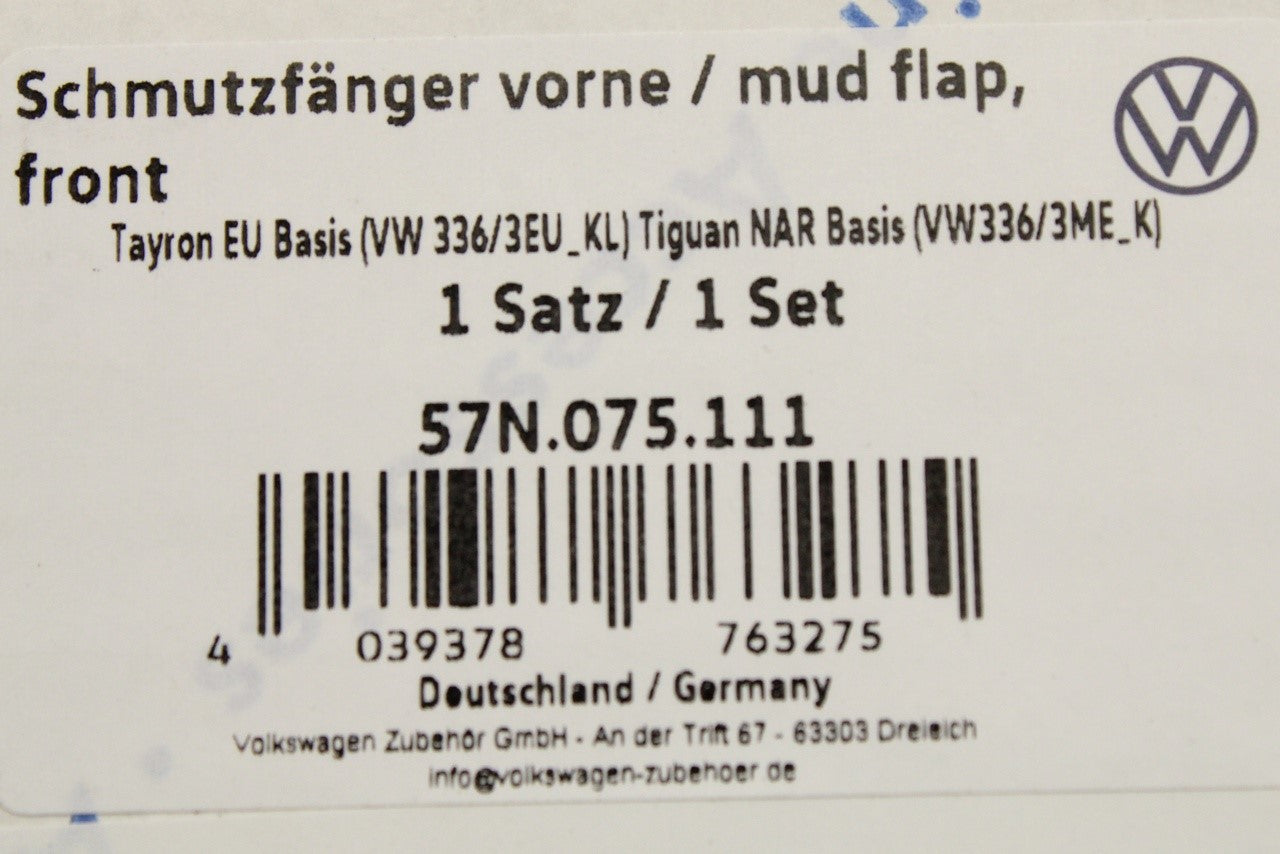 Schmutzfänger vorne / mud flap,
front
Tayron EU Basis (VW 336/3EU_KL) Tiguan NAR Basis (VW336/3ME_K)
1 Satz / 1 Set
57N.075.111
4 039378 763275
Deutschland / Germany
Volkswagen Zubehör GmbH - An der Trift 67 - 63303 Dreieich
info@volkswagen-zubehoer de